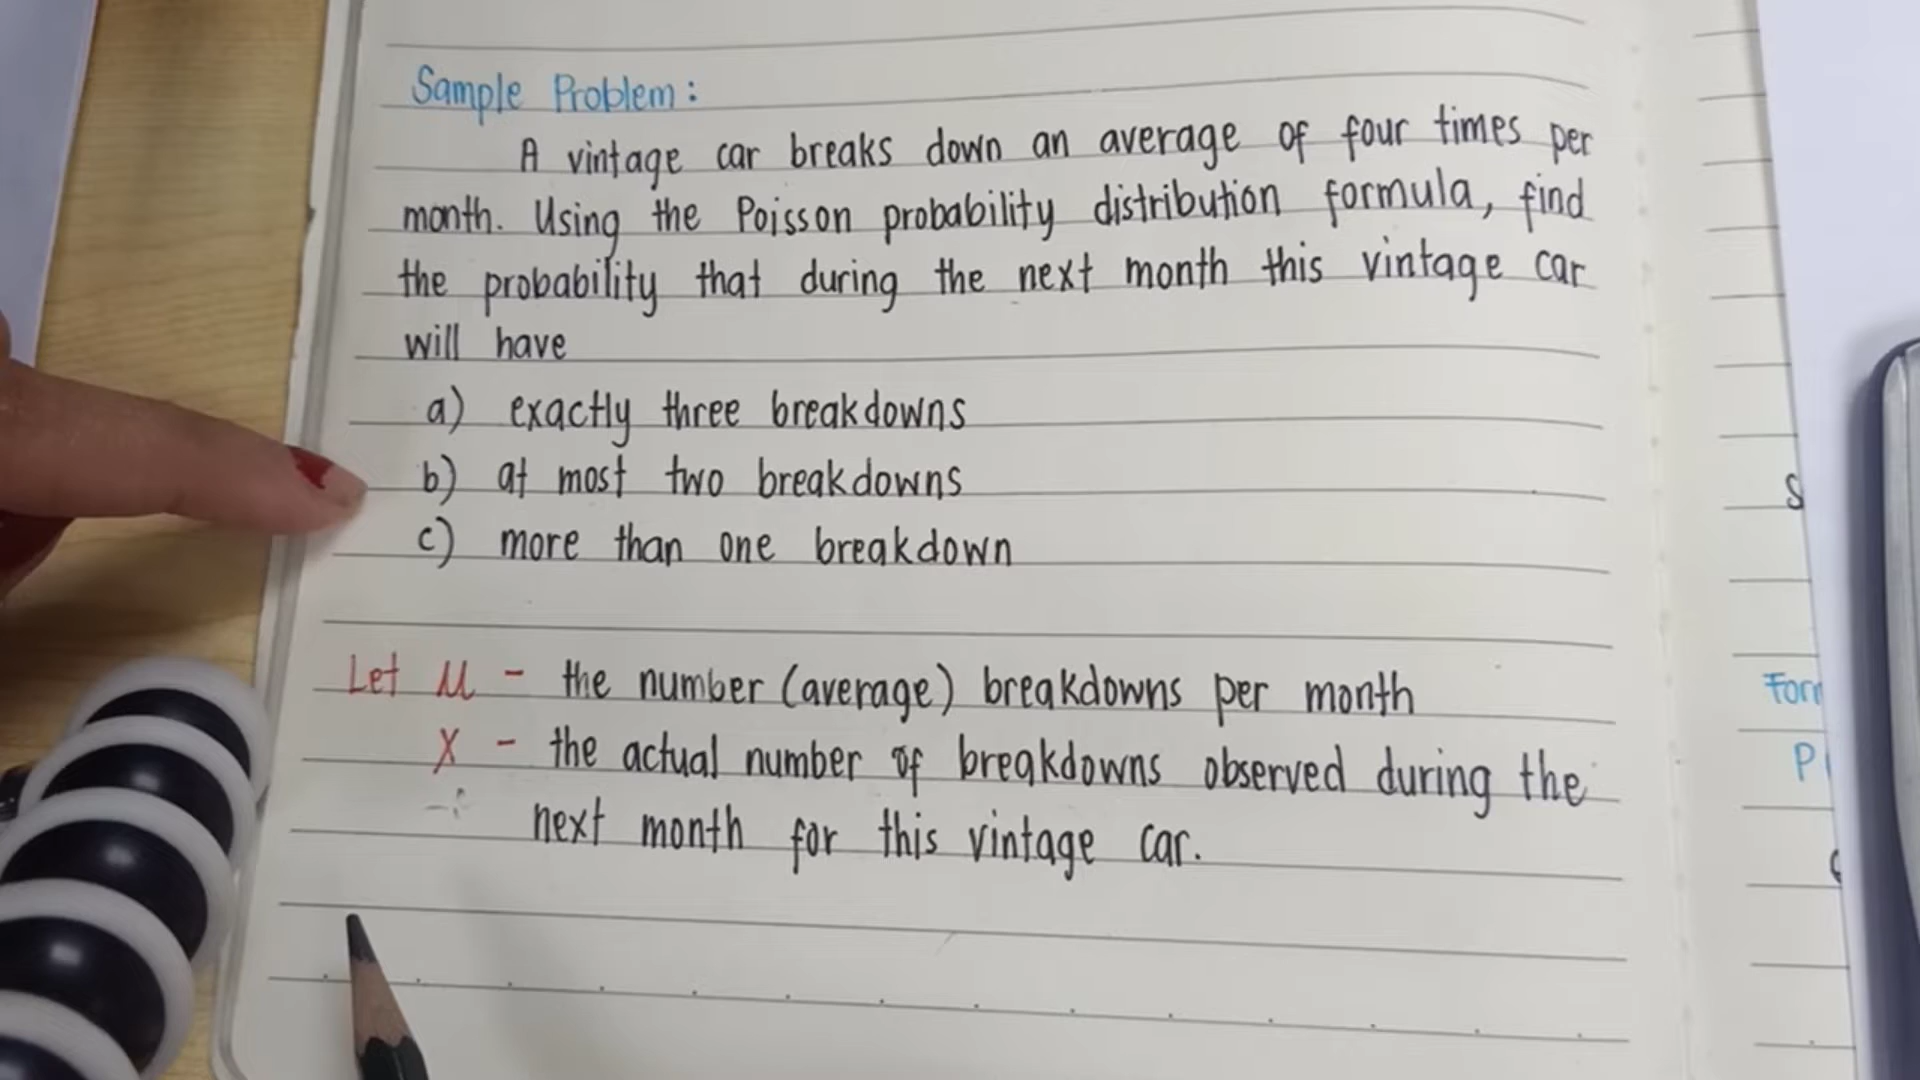 Sample Problem:
A vintage car breaks down an average of four times per
month. Using the Poisson probability distribution formula, find
the probability that during the next month this vintage car
will have
a) exactly three breakdowns
b) at most two breakdowns
c) more than one breakdown
Let μ - the number (average) breakdowns per month
X - the actual number of breakdowns observed during the
next month for this vintage car.